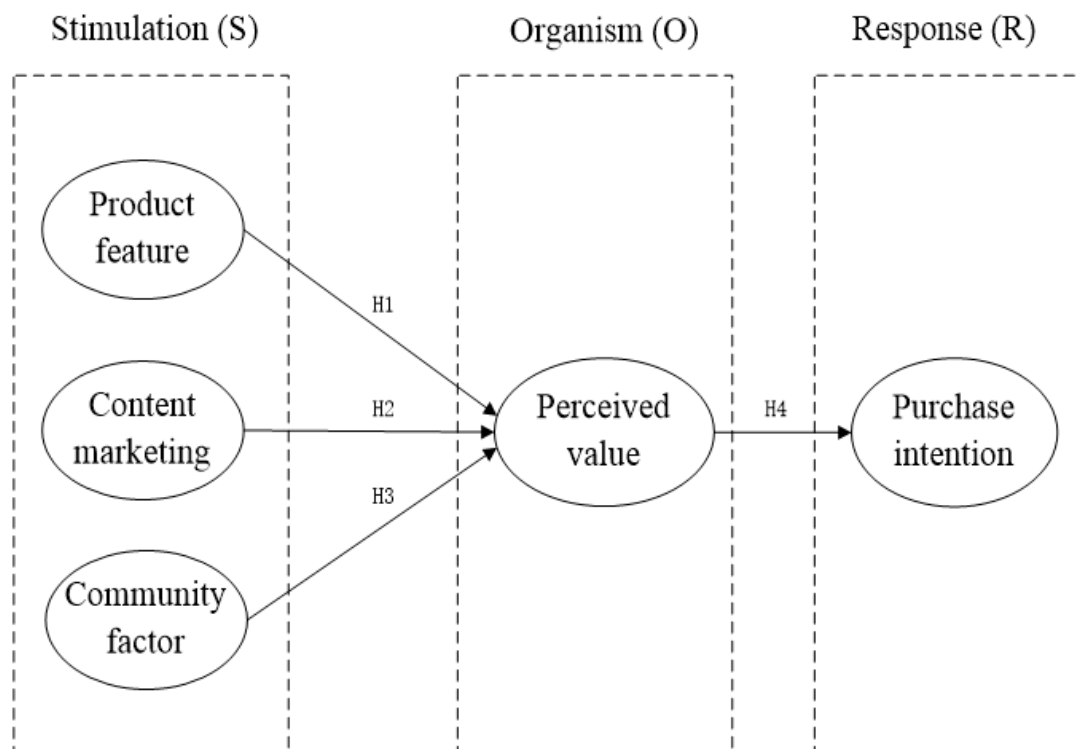 Stimulation (S)
Organism (O)
Response (R)
Product
feature
H1
Content
marketing
H2
Perceived
value
H4
Purchase
intention
H3
Community
factor